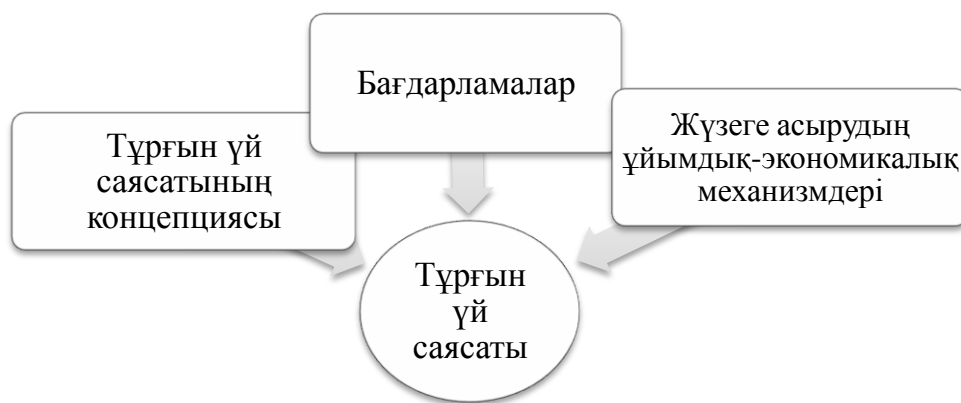 Бағдарламалар
Тұрғын үй
саясатының
концепциясы
Жүзеге асырудың
ұйымдық-экономикалық
механизмдері
Тұрғын
үй
саясаты